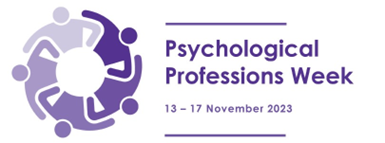 Psychological
Professions Week
13 – 17 November 2023